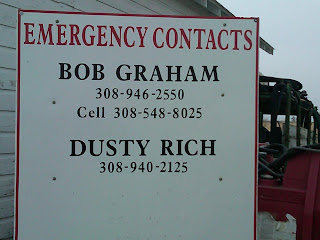 EMERGENCY CONTACTS
BOB GRAHAM
308-946-2550
Cell 308-548-8025
DUSTY RICH
308-940-2125